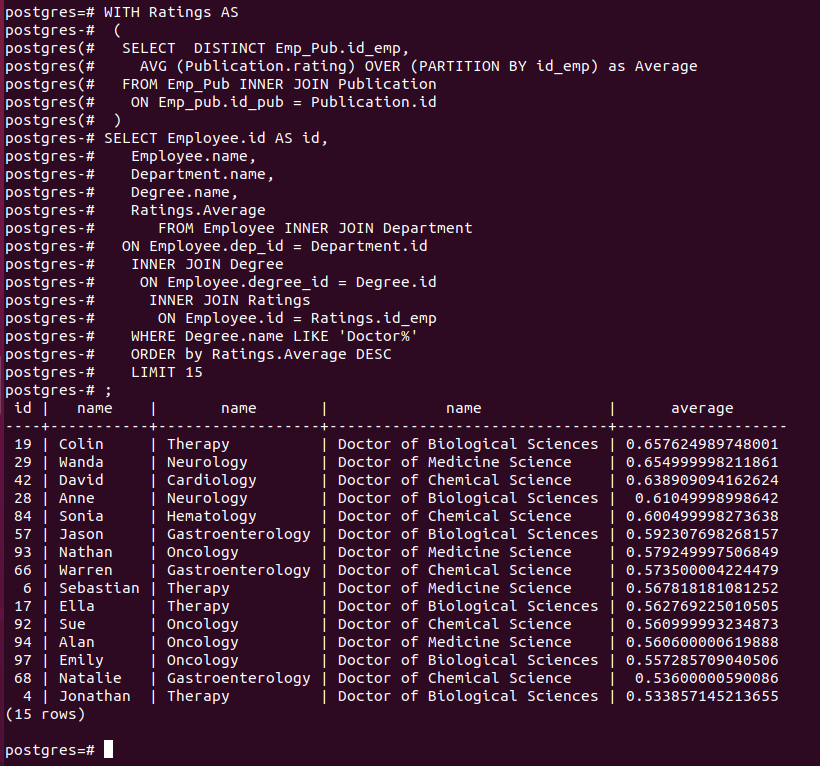 postgres=# WITH Ratings AS
postgres-#  (
postgres(#   SELECT  DISTINCT Emp_Pub.id_emp,
postgres(#     AVG (Publication.rating) OVER (PARTITION BY id_emp) as Average
postgres(#   FROM Emp_Pub INNER JOIN Publication
postgres(#    ON Emp_pub.id_pub = Publication.id
postgres(#  )
postgres-# SELECT Employee.id AS id,
postgres-#    Employee.name,
postgres-#    Department.name,
postgres-#    Degree.name,
postgres-#    Ratings.Average
postgres-#       FROM Employee INNER JOIN Department
postgres-#   ON Employee.dep_id = Department.id
postgres-#    INNER JOIN Degree
postgres-#     ON Employee.degree_id = Degree.id
postgres-#      INNER JOIN Ratings
postgres-#       ON Employee.id = Ratings.id_emp
postgres-#    WHERE Degree.name LIKE 'Doctor%'
postgres-#    ORDER by Ratings.Average DESC
postgres-#    LIMIT 15
postgres-# ;
 id |   name    |       name       |             name              |      average
----+-----------+------------------+-------------------------------+-------------------
 19 | Colin     | Therapy          | Doctor of Biological Sciences | 0.657624989748001
 29 | Wanda     | Neurology        | Doctor of Medicine Science    | 0.654999998211861
 42 | David     | Cardiology       | Doctor of Chemical Science    | 0.638909094162624
 28 | Anne      | Neurology        | Doctor of Biological Sciences |  0.61049998998642
 84 | Sonia     | Hematology       | Doctor of Chemical Science    | 0.600499998273638
 57 | Jason     | Gastroenterology | Doctor of Biological Sciences | 0.592307698268157
 93 | Nathan    | Oncology         | Doctor of Medicine Science    | 0.579249997506849
 66 | Warren    | Gastroenterology | Doctor of Chemical Science    | 0.573500004224479
  6 | Sebastian | Therapy          | Doctor of Medicine Science    | 0.567818181081252
 17 | Ella      | Therapy          | Doctor of Biological Sciences | 0.562769225010505
 92 | Sue       | Oncology         | Doctor of Chemical Science    | 0.560999993234873
 94 | Alan      | Oncology         | Doctor of Medicine Science    | 0.560600000619888
 97 | Emily     | Oncology         | Doctor of Biological Sciences | 0.557285709040506
 68 | Natalie   | Gastroenterology | Doctor of Chemical Science    |  0.53600000590086
  4 | Jonathan  | Therapy          | Doctor of Biological Sciences | 0.533857145213655
(15 rows)
postgres=#